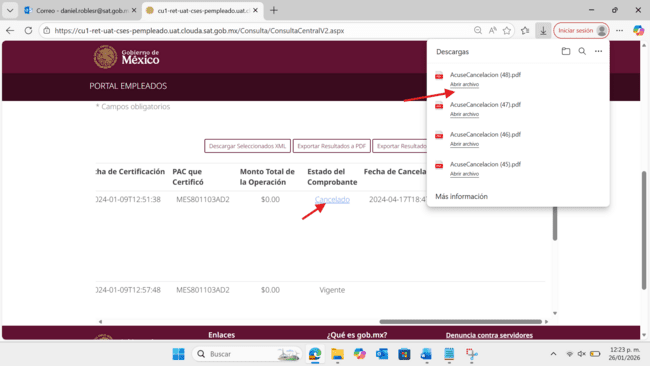 Correo - daniel.roblesr@sat.gob.m
cu1-ret-uat-cses-pempleado.uat.c
https://cu1-ret-uat-cses-pempleado.uat.clouda.sat.gob.mx/Consulta/ConsultaCentralV2.aspx
Iniciar sesión
Gobierno de
México
PORTAL EMPLEADOS
* Campos obligatorios
Descargar Seleccionados XML
Exportar Resultados a PDF
Exportar Resultado
cha de Certificación
PAC que
Certificó
Monto Total de
la Operación
Estado del
Comprobante
Fecha de Cancela
024-01-09T12:51:38
MES801103AD2
$0.00
Cancelado
2024-04-17T18:4
024-01-09T12:57:48
MES801103AD2
$0.00
Vigente
Descargas
AcuseCancelacion (48).pdf
Abrir archivo
AcuseCancelacion (47).pdf
Abrir archivo
AcuseCancelacion (46).pdf
Abrir archivo
AcuseCancelacion (45).pdf
Abrir archivo
Más información
Enlaces
¿Qué es gob.mx?
Denuncia contra servidores
Buscar
12:23 p. m.
26/01/2026